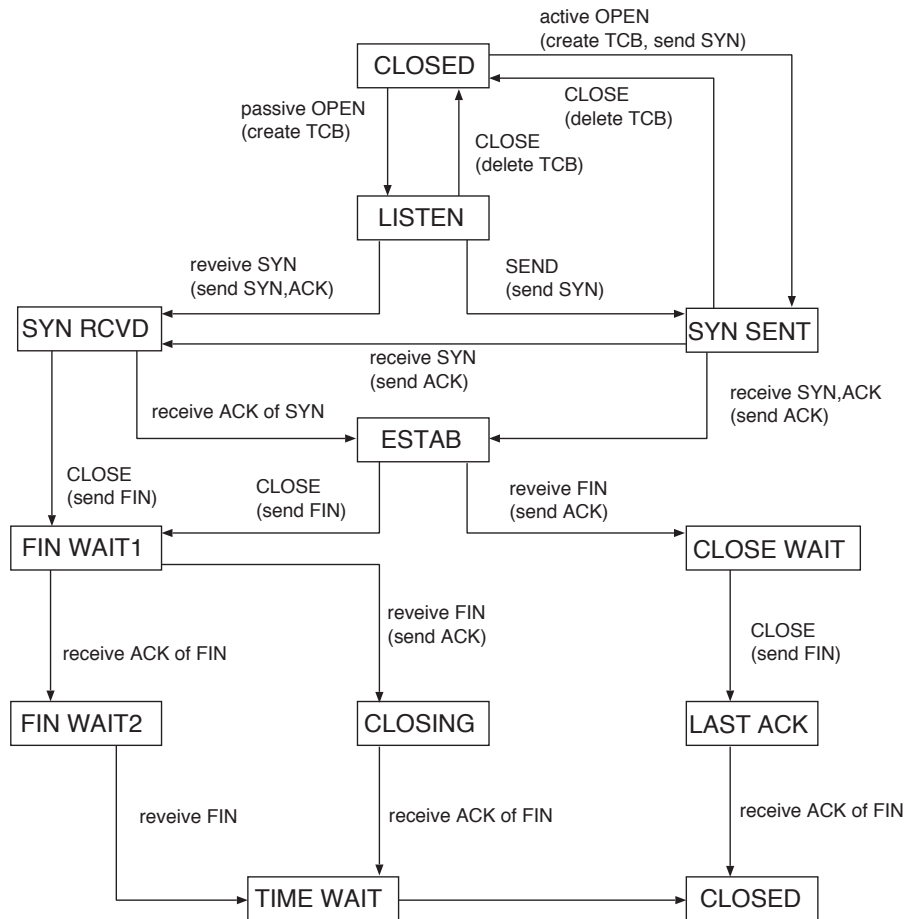 active OPEN
(create TCB, send SYN)
CLOSED
CLOSE
(delete TCB)
passive OPEN
(create TCB)
CLOSE
(delete TCB)
LISTEN
reveive SYN
(send SYN,ACK)
SEND
(send SYN)
SYN RCVD
SYN SENT
receive SYN
(send ACK)
receive SYN,ACK
(send ACK)
receive ACK of SYN
ESTAB
CLOSE
(send FIN)
CLOSE
(send FIN)
reveive FIN
(send ACK)
FIN WAIT1
CLOSE WAIT
reveive FIN
(send ACK)
CLOSE
(send FIN)
receive ACK of FIN
FIN WAIT2
CLOSING
LAST ACK
reveive FIN
receive ACK of FIN
receive ACK of FIN
TIME WAIT
CLOSED